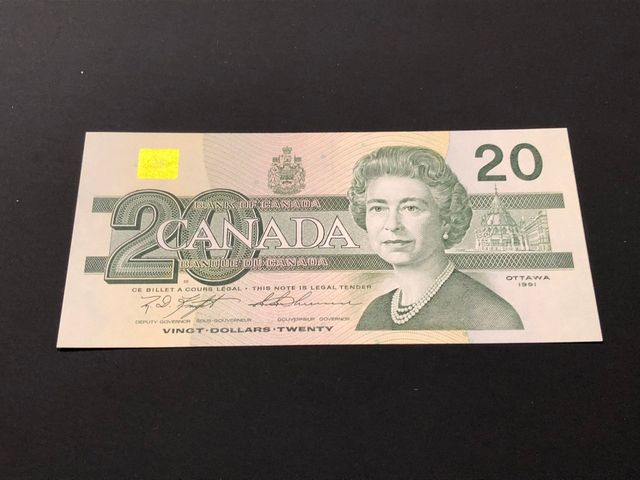 20
BANK OF CANADA
20
CANADA
BANQUE DU CANADA
CE BILLET A COURS LÉGAL • THIS NOTE IS LEGAL TENDER
OTTAWA
1991
DEPUTY GOVERNOR SOUS-GOUVERNEUR GOUVERNEUR GOVERNOR
VINGT•DOLLARS•TWENTY